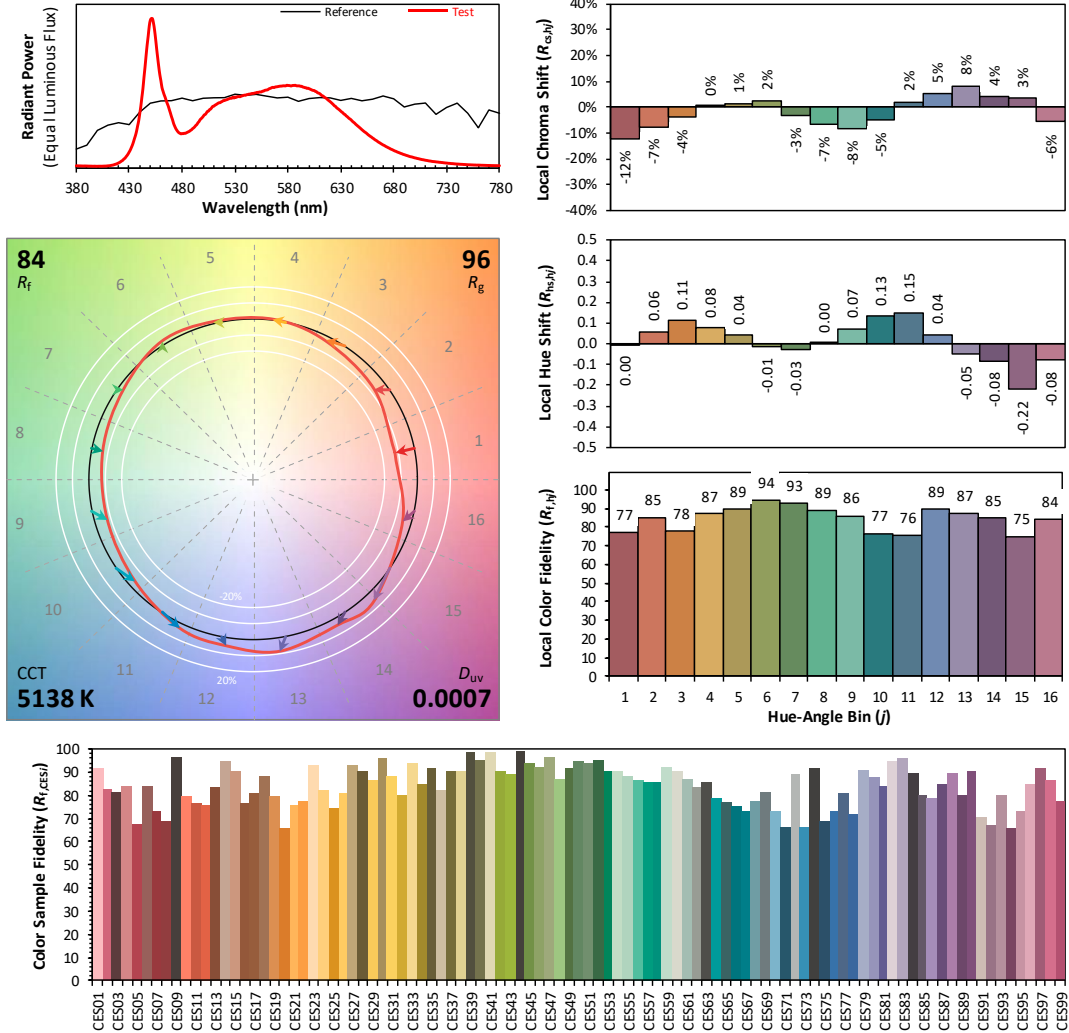 Reference
Test
Radiant Power
(Equal Luminous Flux)
380 430 480 530 580 630 680 730 780
Wavelength (nm)
Local Chroma Shift (Rcs,hj)
40%
30%
20%
10%
0%
-10%
-20%
-30%
-40%
-12% -7% -4% 0% 1% 2% -3% -7% -8% -5% 2% 5% 8% 4% 3% -6%
84
Rf
96
Rg
5 4
6 3
7 2
8 1
9 16
10 15
11 14
12 13
-20%
20%
CCT
5138 K
Duv
0.0007
Local Hue Shift (Rhs,hj)
0.5
0.4
0.3
0.2
0.1
0.0
-0.1
-0.2
-0.3
-0.4
-0.5
0.00 0.06 0.11 0.08 0.04 -0.01 -0.03 0.00 0.07 0.13 0.15 0.04 -0.05 -0.08 -0.22 -0.08
Local Color Fidelity (Rf,hj)
100
90
80
70
60
50
40
30
20
10
0
77 85 78 87 89 94 93 89 86 77 76 89 87 85 75 84
1 2 3 4 5 6 7 8 9 10 11 12 13 14 15 16
Hue-Angle Bin (j)
Color Sample Fidelity (Rf,CESi)
100
90
80
70
60
50
40
30
20
10
0
CES01 CES03 CES05 CES07 CES09 CES11 CES13 CES15 CES17 CES19 CES21 CES23 CES25 CES27 CES29 CES31 CES33 CES35 CES37 CES39 CES41 CES43 CES45 CES47 CES49 CES51 CES53 CES55 CES57 CES59 CES61 CES63 CES65 CES67 CES69 CES71 CES73 CES75 CES77 CES79 CES81 CES83 CES85 CES87 CES89 CES91 CES93 CES95 CES97 CES99